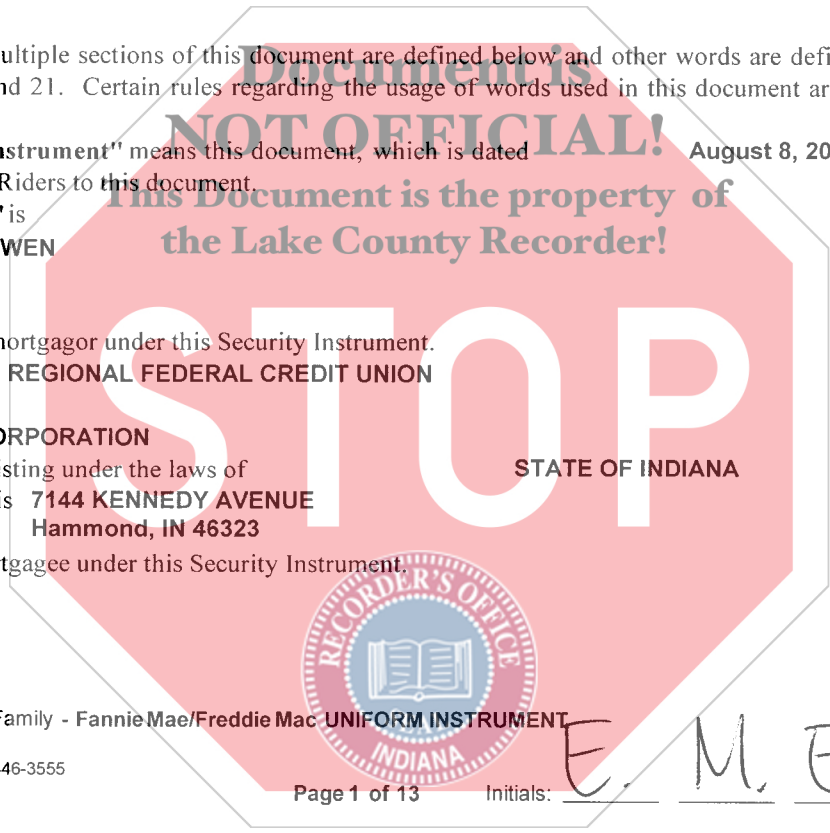 Document is
ultiple sections of this document are defined below and other words are defi
nd 21. Certain rules regarding the usage of words used in this document ar
NOT OFFICIAL!
nstrument" means this document, which is dated August 8, 20
Riders to this document.
This Document is the property of
" is
WEN
the Lake County Recorder!
nortgagor under this Security Instrument.
REGIONAL FEDERAL CREDIT UNION
STOP
ORPORATION
isting under the laws of STATE OF INDIANA
is 7144 KENNEDY AVENUE
Hammond, IN 46323
tgagee under this Security Instrument.
RECORDER'S OFFICE
INDIANA
Family - Fannie Mae/Freddie Mac UNIFORM INSTRUMENT
46-3555
Page 1 of 13 Initials: E. M. E